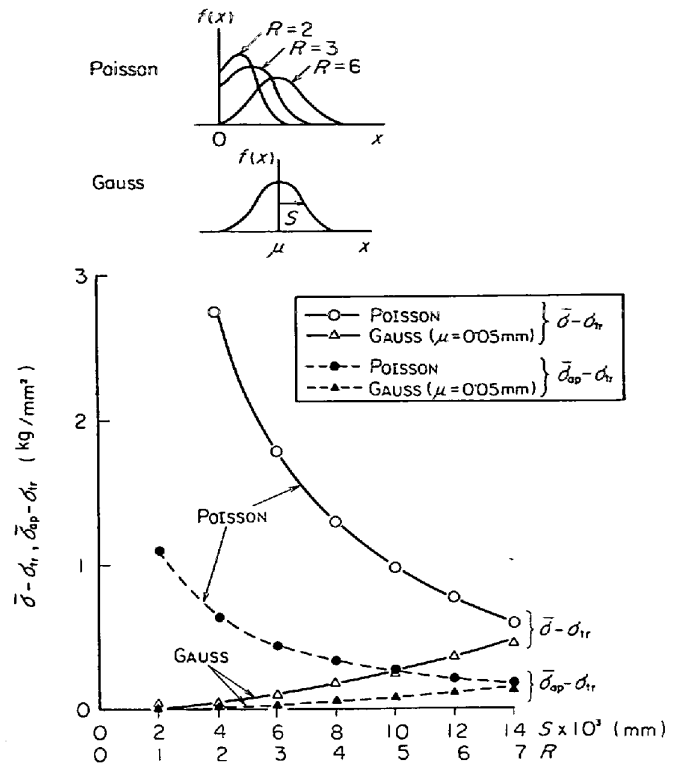 f(x)
R=2
R=3
R=6
Poisson
0
x
f(x)
Gauss
S
μ
x
3
2
1
0
σ̄-σtr, σ̄ap-σtr (kg/mm²)
POISSON
GAUSS (μ=0.05mm)
σ̄-σtr
POISSON
GAUSS (μ=0.05mm)
σ̄ap-σtr
POISSON
GAUSS
σ̄-σtr
σ̄ap-σtr
0 2 4 6 8 10 12 14 S×10³ (mm)
0 1 2 3 4 5 6 7 R